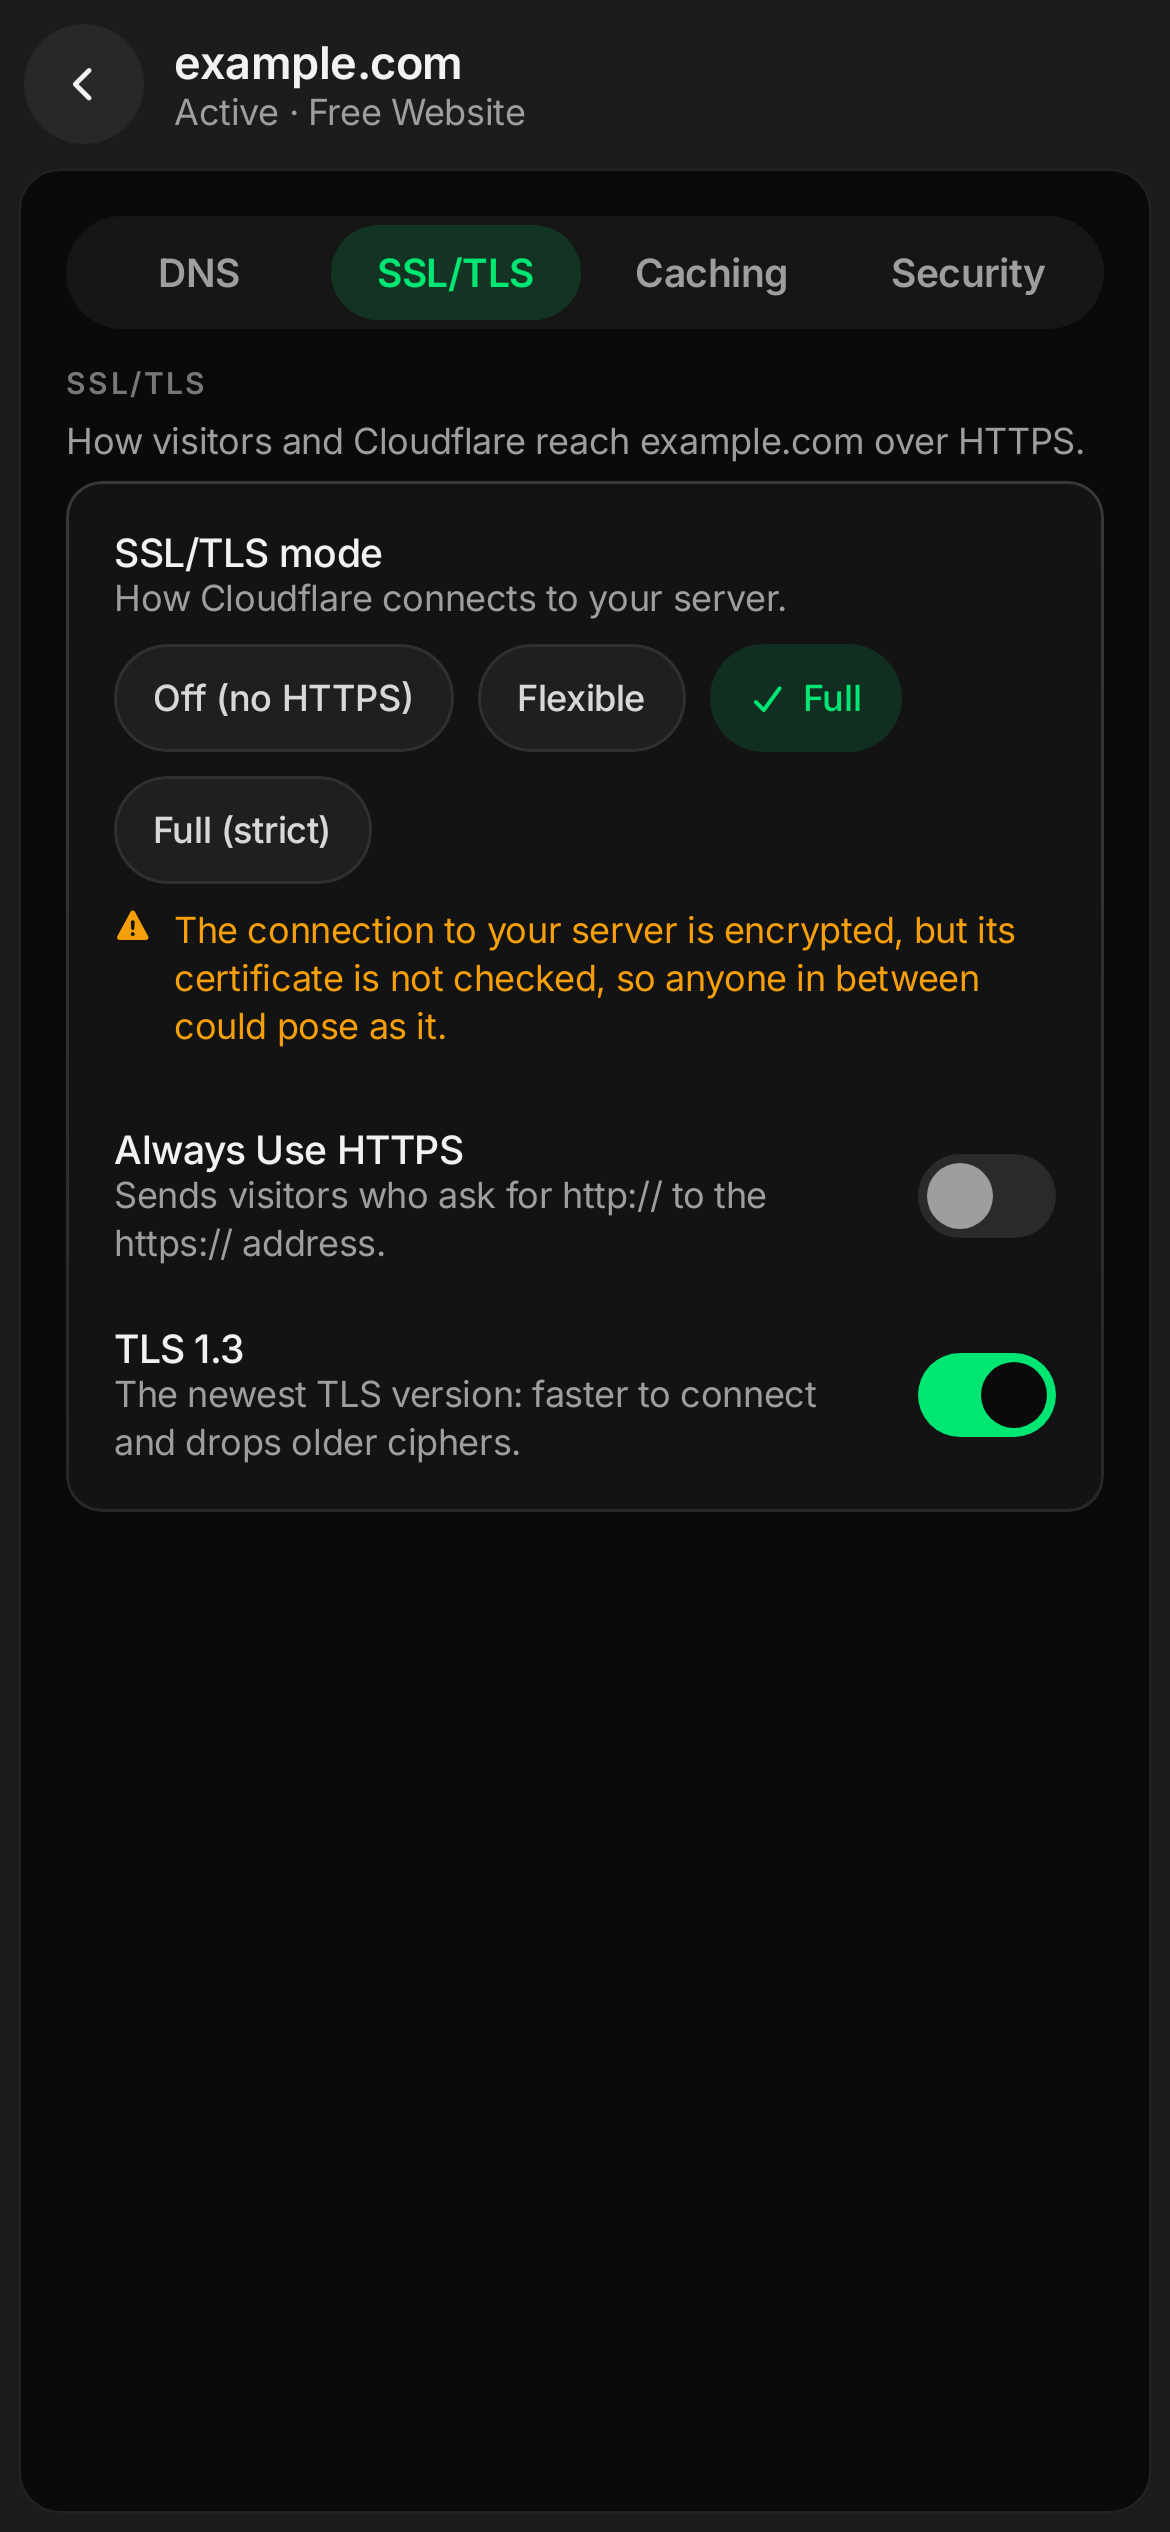 example.com
Active · Free Website
DNS
SSL/TLS
Caching
Security
SSL/TLS
How visitors and Cloudflare reach example.com over HTTPS.
SSL/TLS mode
How Cloudflare connects to your server.
Off (no HTTPS)
Flexible
Full
Full (strict)
The connection to your server is encrypted, but its
certificate is not checked, so anyone in between
could pose as it.
Always Use HTTPS
Sends visitors who ask for http:// to the
https:// address.
TLS 1.3
The newest TLS version: faster to connect
and drops older ciphers.